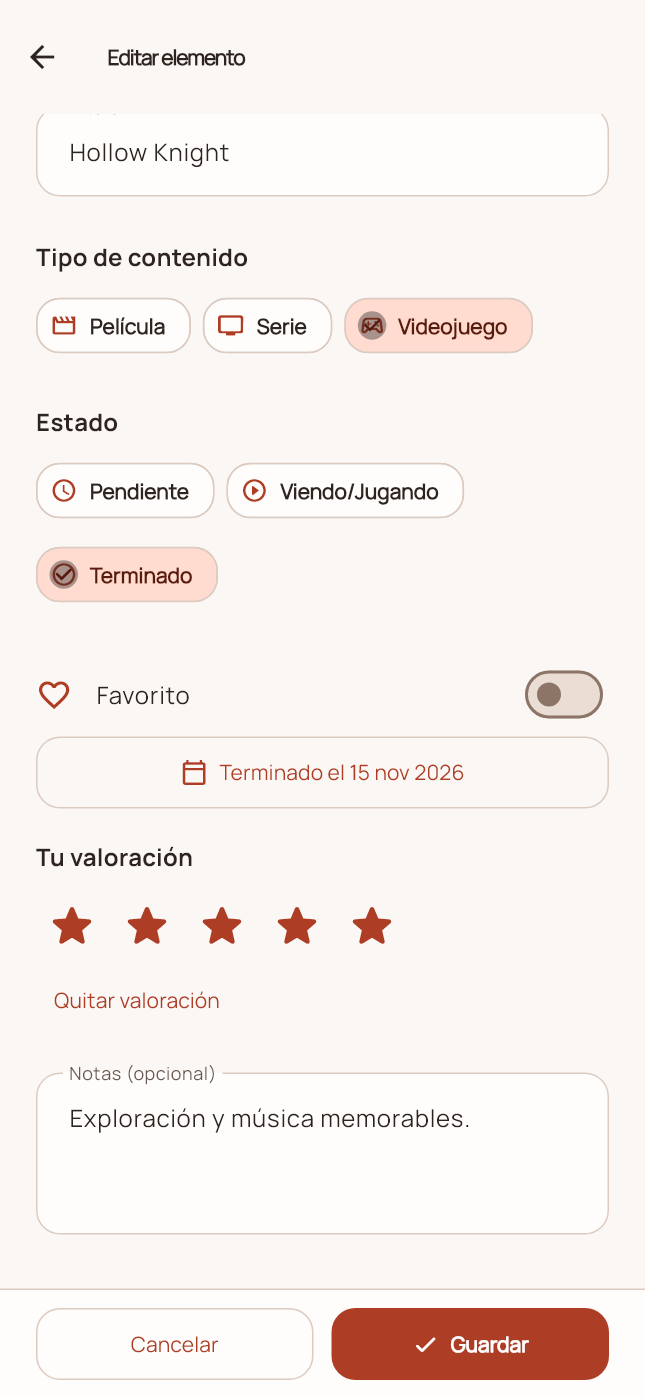 Editar elemento
Hollow Knight
Tipo de contenido
Película
Serie
Videojuego
Estado
Pendiente
Viendo/Jugando
Terminado
Favorito
Terminado el 15 nov 2026
Tu valoración
Quitar valoración
Notas (opcional)
Exploración y música memorables.
Cancelar
Guardar